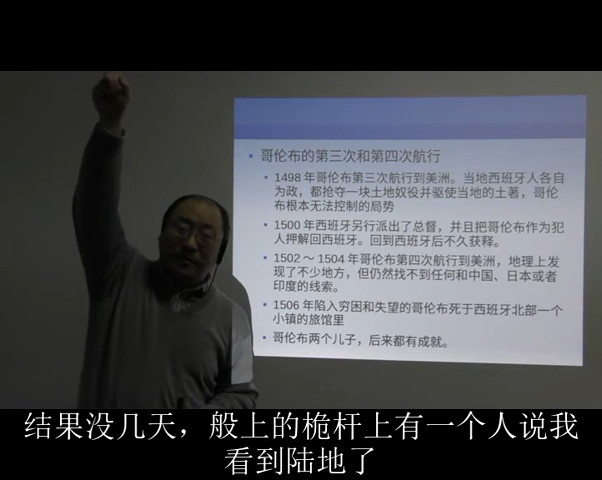 哥伦布的第三次和第四次航行
1498 年哥伦布第三次航行到美洲。当地西班牙人各自
为政，都抢夺一块土地奴役并驱使当地的土著，哥伦
布根本无法控制的局势
1500 年西班牙另行派出了总督，并且把哥伦布作为犯
人押解回西班牙。回到西班牙后不久获释。
1502 ～ 1504 年哥伦布第四次航行到美洲，地理上发
现了不少地方，但仍然找不到任何和中国、日本或者
印度的线索。
1506 年陷入穷困和失望的哥伦布死于西班牙北部一个
小镇的旅馆里
哥伦布两个儿子，后来都有成就。
结果没几天，般上的桅杆上有一个人说我
看到陆地了